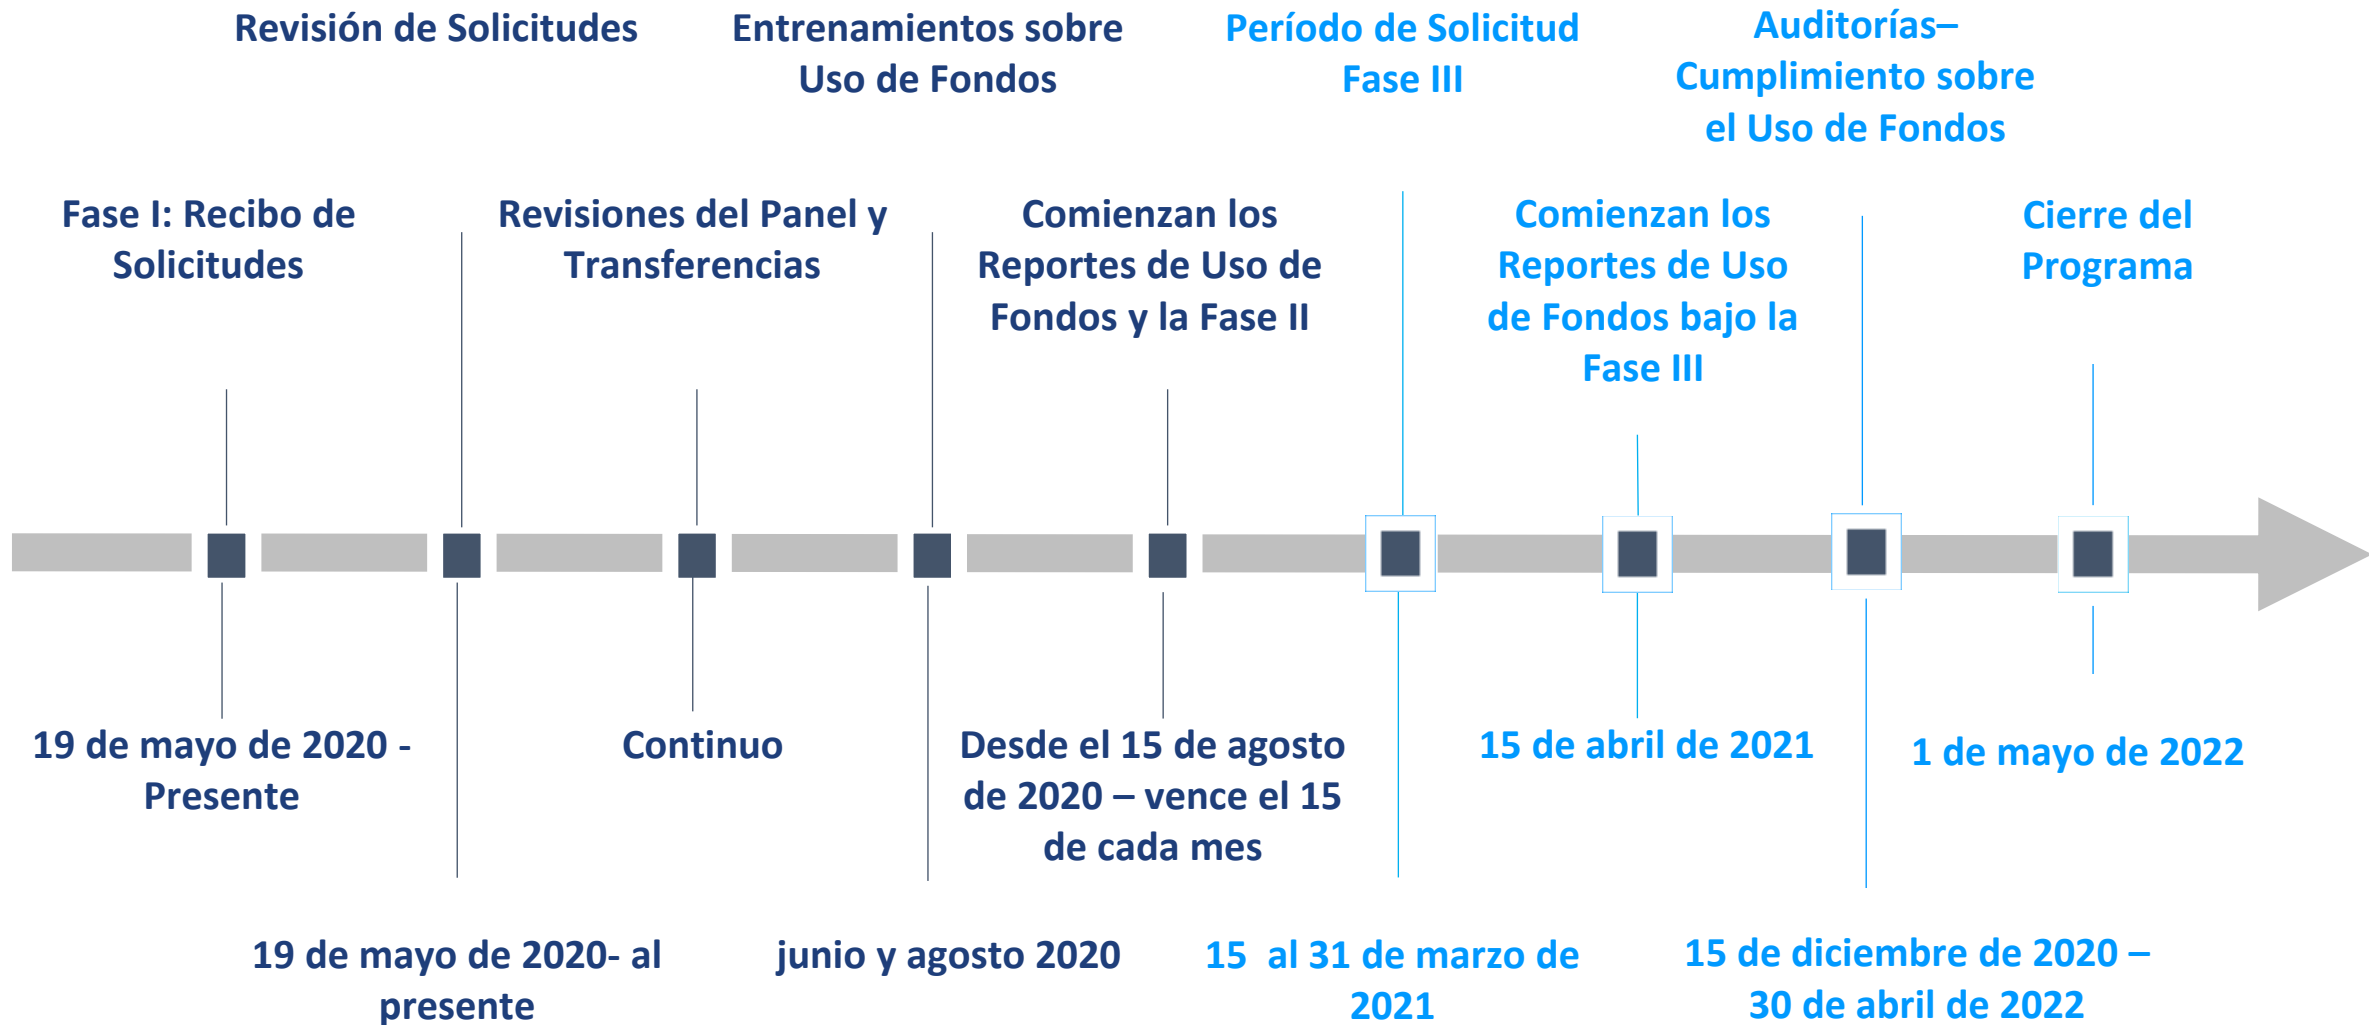 Revisión de Solicitudes
Entrenamientos sobre
Uso de Fondos
Período de Solicitud
Fase III
Auditorías–
Cumplimiento sobre
el Uso de Fondos
Fase I: Recibo de
Solicitudes
Revisiones del Panel y
Transferencias
Comienzan los
Reportes de Uso de
Fondos y la Fase II
Comienzan los
Reportes de Uso
de Fondos bajo la
Fase III
Cierre del
Programa
19 de mayo de 2020 -
Presente
Continuo
Desde el 15 de agosto
de 2020 – vence el 15
de cada mes
15 de abril de 2021
1 de mayo de 2022
19 de mayo de 2020- al
presente
junio y agosto 2020
15 al 31 de marzo de
2021
15 de diciembre de 2020 –
30 de abril de 2022